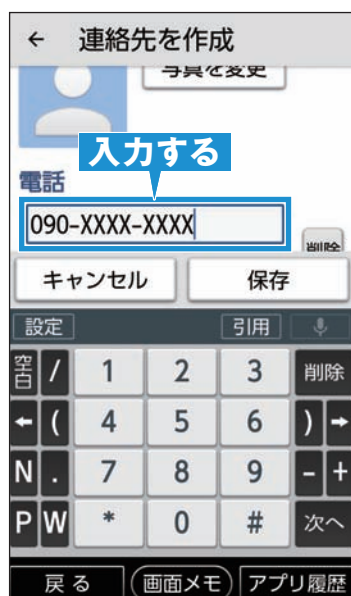 ← 連絡先を作成
写真を変更
入力する
電話
090-XXXX-XXXX
削除
キャンセル 保存
設定 引用
空白 / 1 2 3 削除
← ( 4 5 6 ) →
N . 7 8 9 - +
P W * 0 # 次へ
戻る 画面メモ アプリ履歴